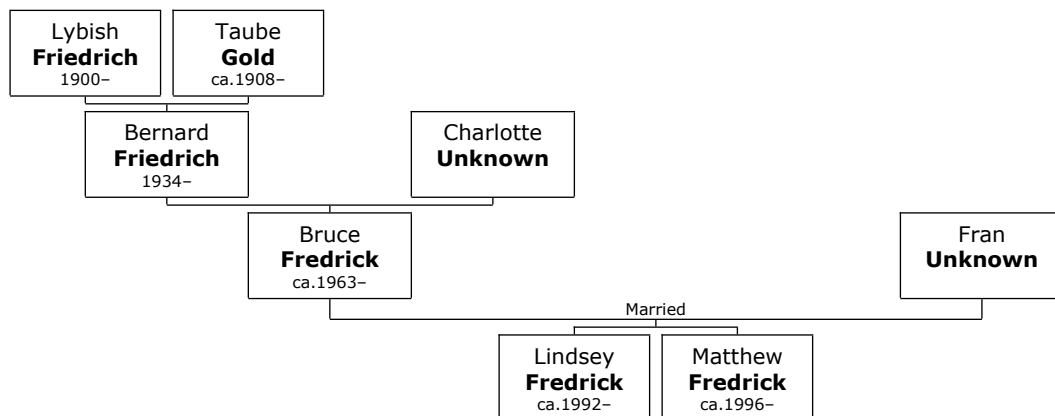 Lybish
Friedrich
1900–
Taube
Gold
ca.1908–
Bernard
Friedrich
1934–
Charlotte
Unknown
Bruce
Fredrick
ca.1963–
Fran
Unknown
Married
Lindsey
Fredrick
ca.1992–
Matthew
Fredrick
ca.1996–